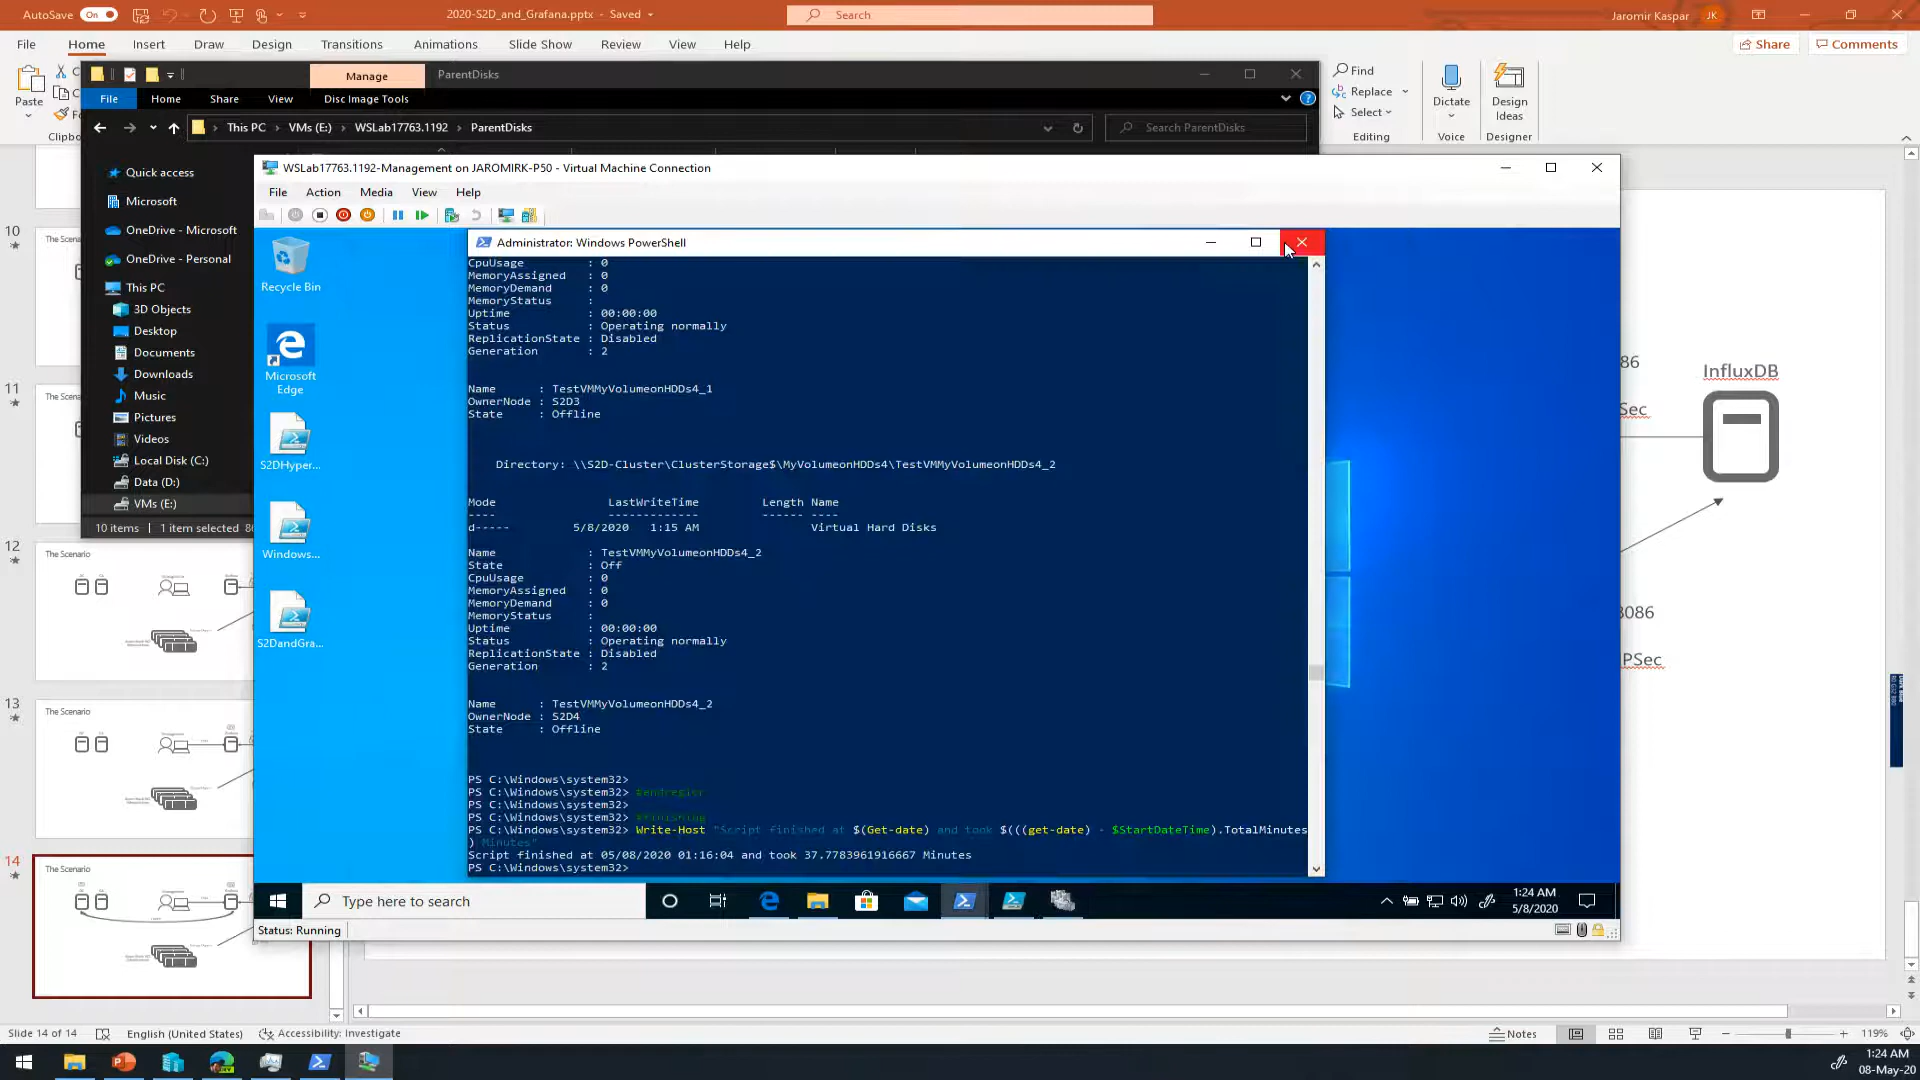 AutoSave On
2020-S2D_and_Grafana.pptx - Saved
Search
Jaromir Kaspar JK
File Home Insert Draw Design Transitions Animations Slide Show Review View Help
Share Comments
Paste
Find
Replace
Select
Editing
Dictate
Voice
Design Ideas
Designer
Manage ParentDisks
File Home Share View Disc Image Tools
This PC > VMs (E:) > WSLab17763.1192 > ParentDisks
Search ParentDisks
Quick access
Microsoft
OneDrive - Microsoft
OneDrive - Personal
This PC
3D Objects
Desktop
Documents
Downloads
Music
Pictures
Videos
Local Disk (C:)
Data (D:)
VMs (E:)
10 items 1 item selected
WSLab17763.1192-Management on JAROMIRK-P50 - Virtual Machine Connection
File Action Media View Help
Recycle Bin
Microsoft Edge
S2DHyper...
Windows...
S2DandGra...
Administrator: Windows PowerShell
CpuUsage : 0
MemoryAssigned : 0
MemoryDemand : 0
MemoryStatus :
Uptime : 00:00:00
Status : Operating normally
ReplicationState : Disabled
Generation : 2
Name : TestVMMyVolumeonHDDs4_1
OwnerNode : S2D3
State : Offline
Directory: \\S2D-Cluster\ClusterStorage$\MyVolumeonHDDs4\TestVMMyVolumeonHDDs4_2
Mode LastWriteTime Length Name
---- ------------- ------ ----
d----- 5/8/2020 1:15 AM Virtual Hard Disks
Name : TestVMMyVolumeonHDDs4_2
State : Off
CpuUsage : 0
MemoryAssigned : 0
MemoryDemand : 0
MemoryStatus :
Uptime : 00:00:00
Status : Operating normally
ReplicationState : Disabled
Generation : 2
Name : TestVMMyVolumeonHDDs4_2
OwnerNode : S2D4
State : Offline
PS C:\Windows\system32>
PS C:\Windows\system32> #endregion
PS C:\Windows\system32>
PS C:\Windows\system32> #finishing
PS C:\Windows\system32> Write-Host "Script finished at $(Get-date) and took $(((get-date) - $StartDateTime).TotalMinutes
) Minutes"
Script finished at 05/08/2020 01:16:04 and took 37.7783961916667 Minutes
PS C:\Windows\system32>
Type here to search
1:24 AM
5/8/2020
Status: Running
86
Sec
InfluxDB
8086
PSec
10
11
12 The Scenario
13 The Scenario
14 The Scenario
Slide 14 of 14 English (United States) Accessibility: Investigate
Notes 119%
1:24 AM
08-May-20